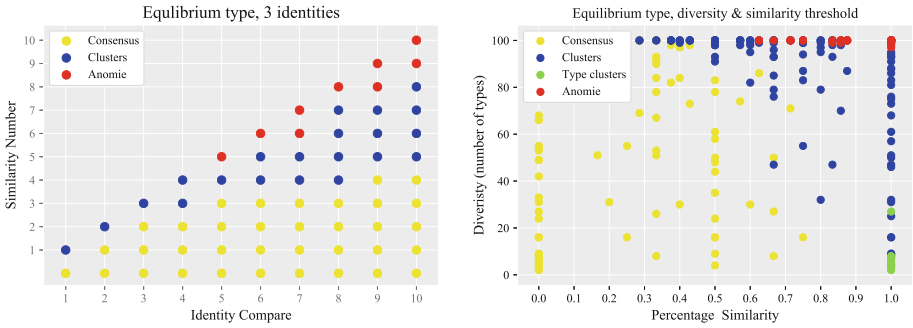 Equlibrium type, 3 identities
Consensus
Clusters
Anomie
Similarity Number
10
9
8
7
6
5
4
3
2
1
1 2 3 4 5 6 7 8 9 10
Identity Compare
Equilibrium type, diversity & similarity threshold
Consensus
Clusters
Type clusters
Anomie
Diveristy (number of types)
100
80
60
40
20
0
0.0 0.1 0.2 0.3 0.4 0.5 0.6 0.7 0.8 0.9 1.0
Percentage Similarity